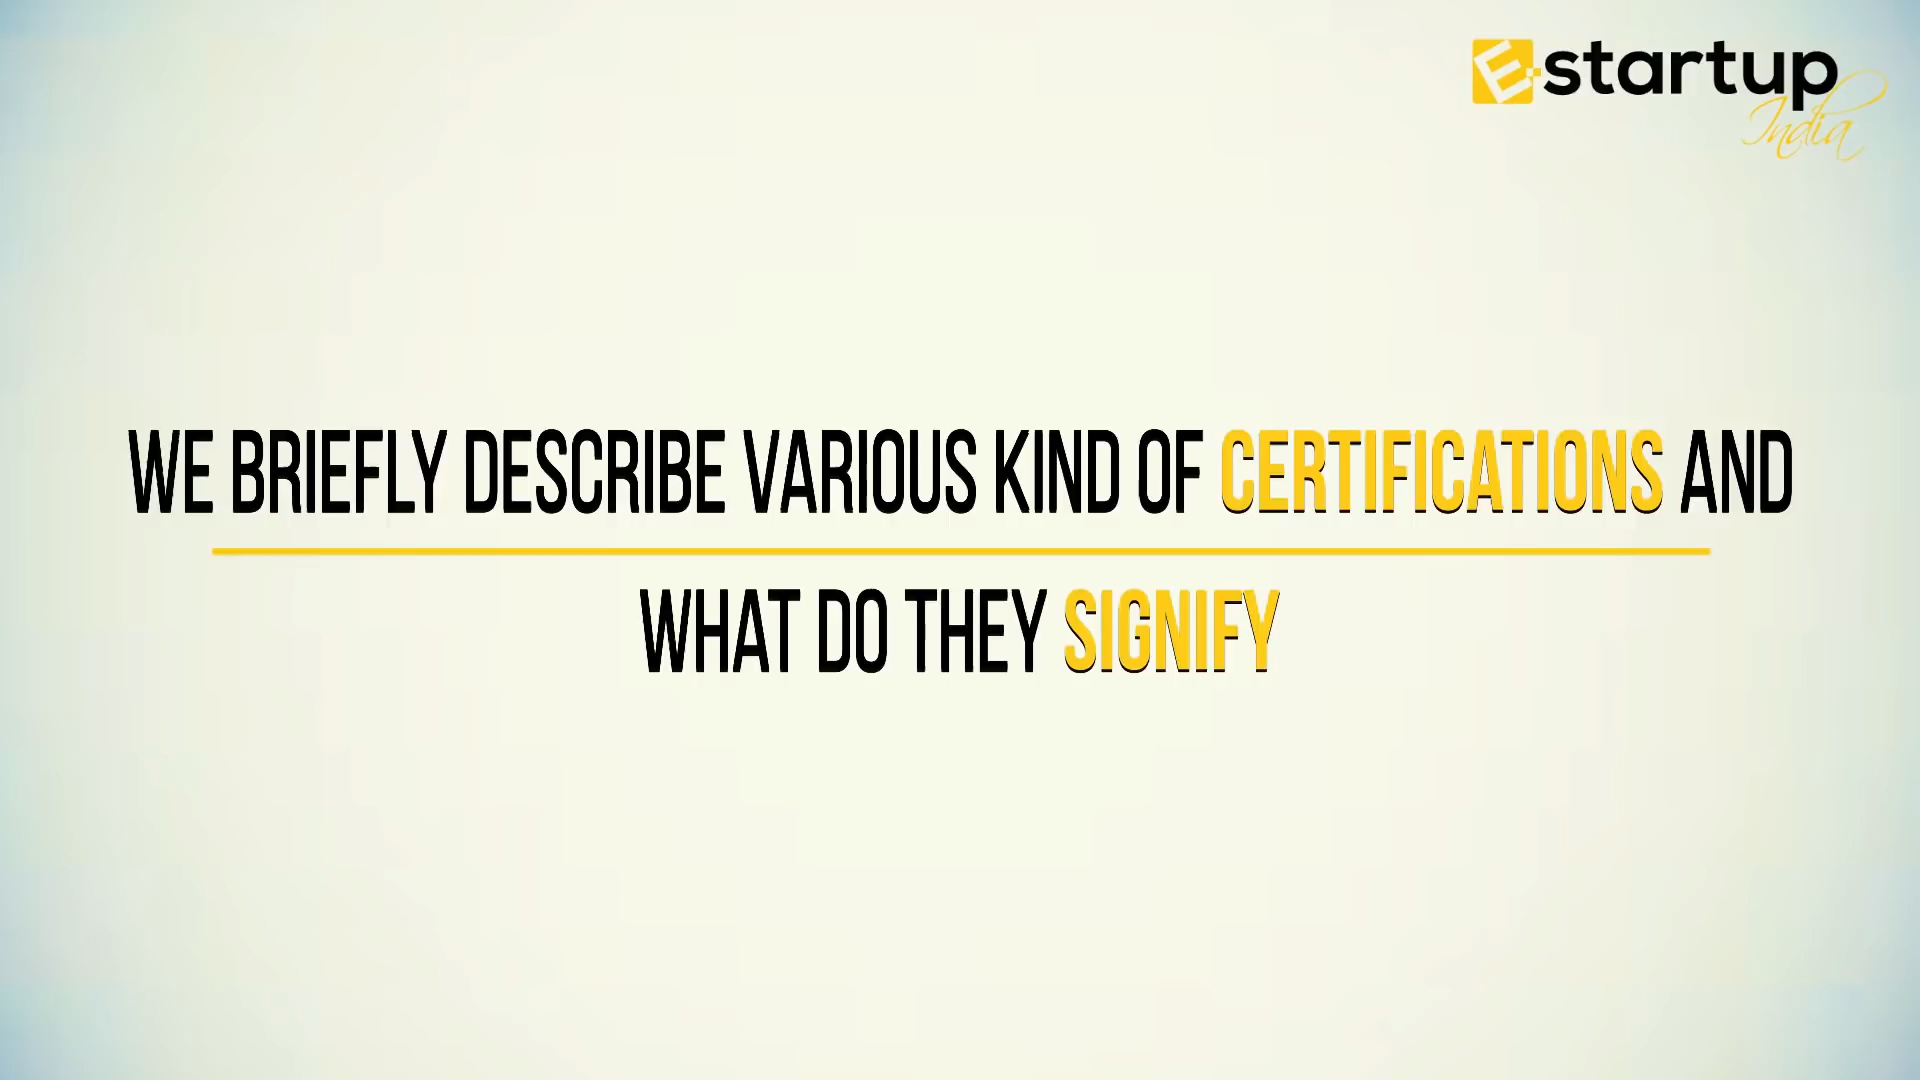 E-startup
India
WE BRIEFLY DESCRIBE VARIOUS KIND OF CERTIFICATIONS AND
WHAT DO THEY SIGNIFY